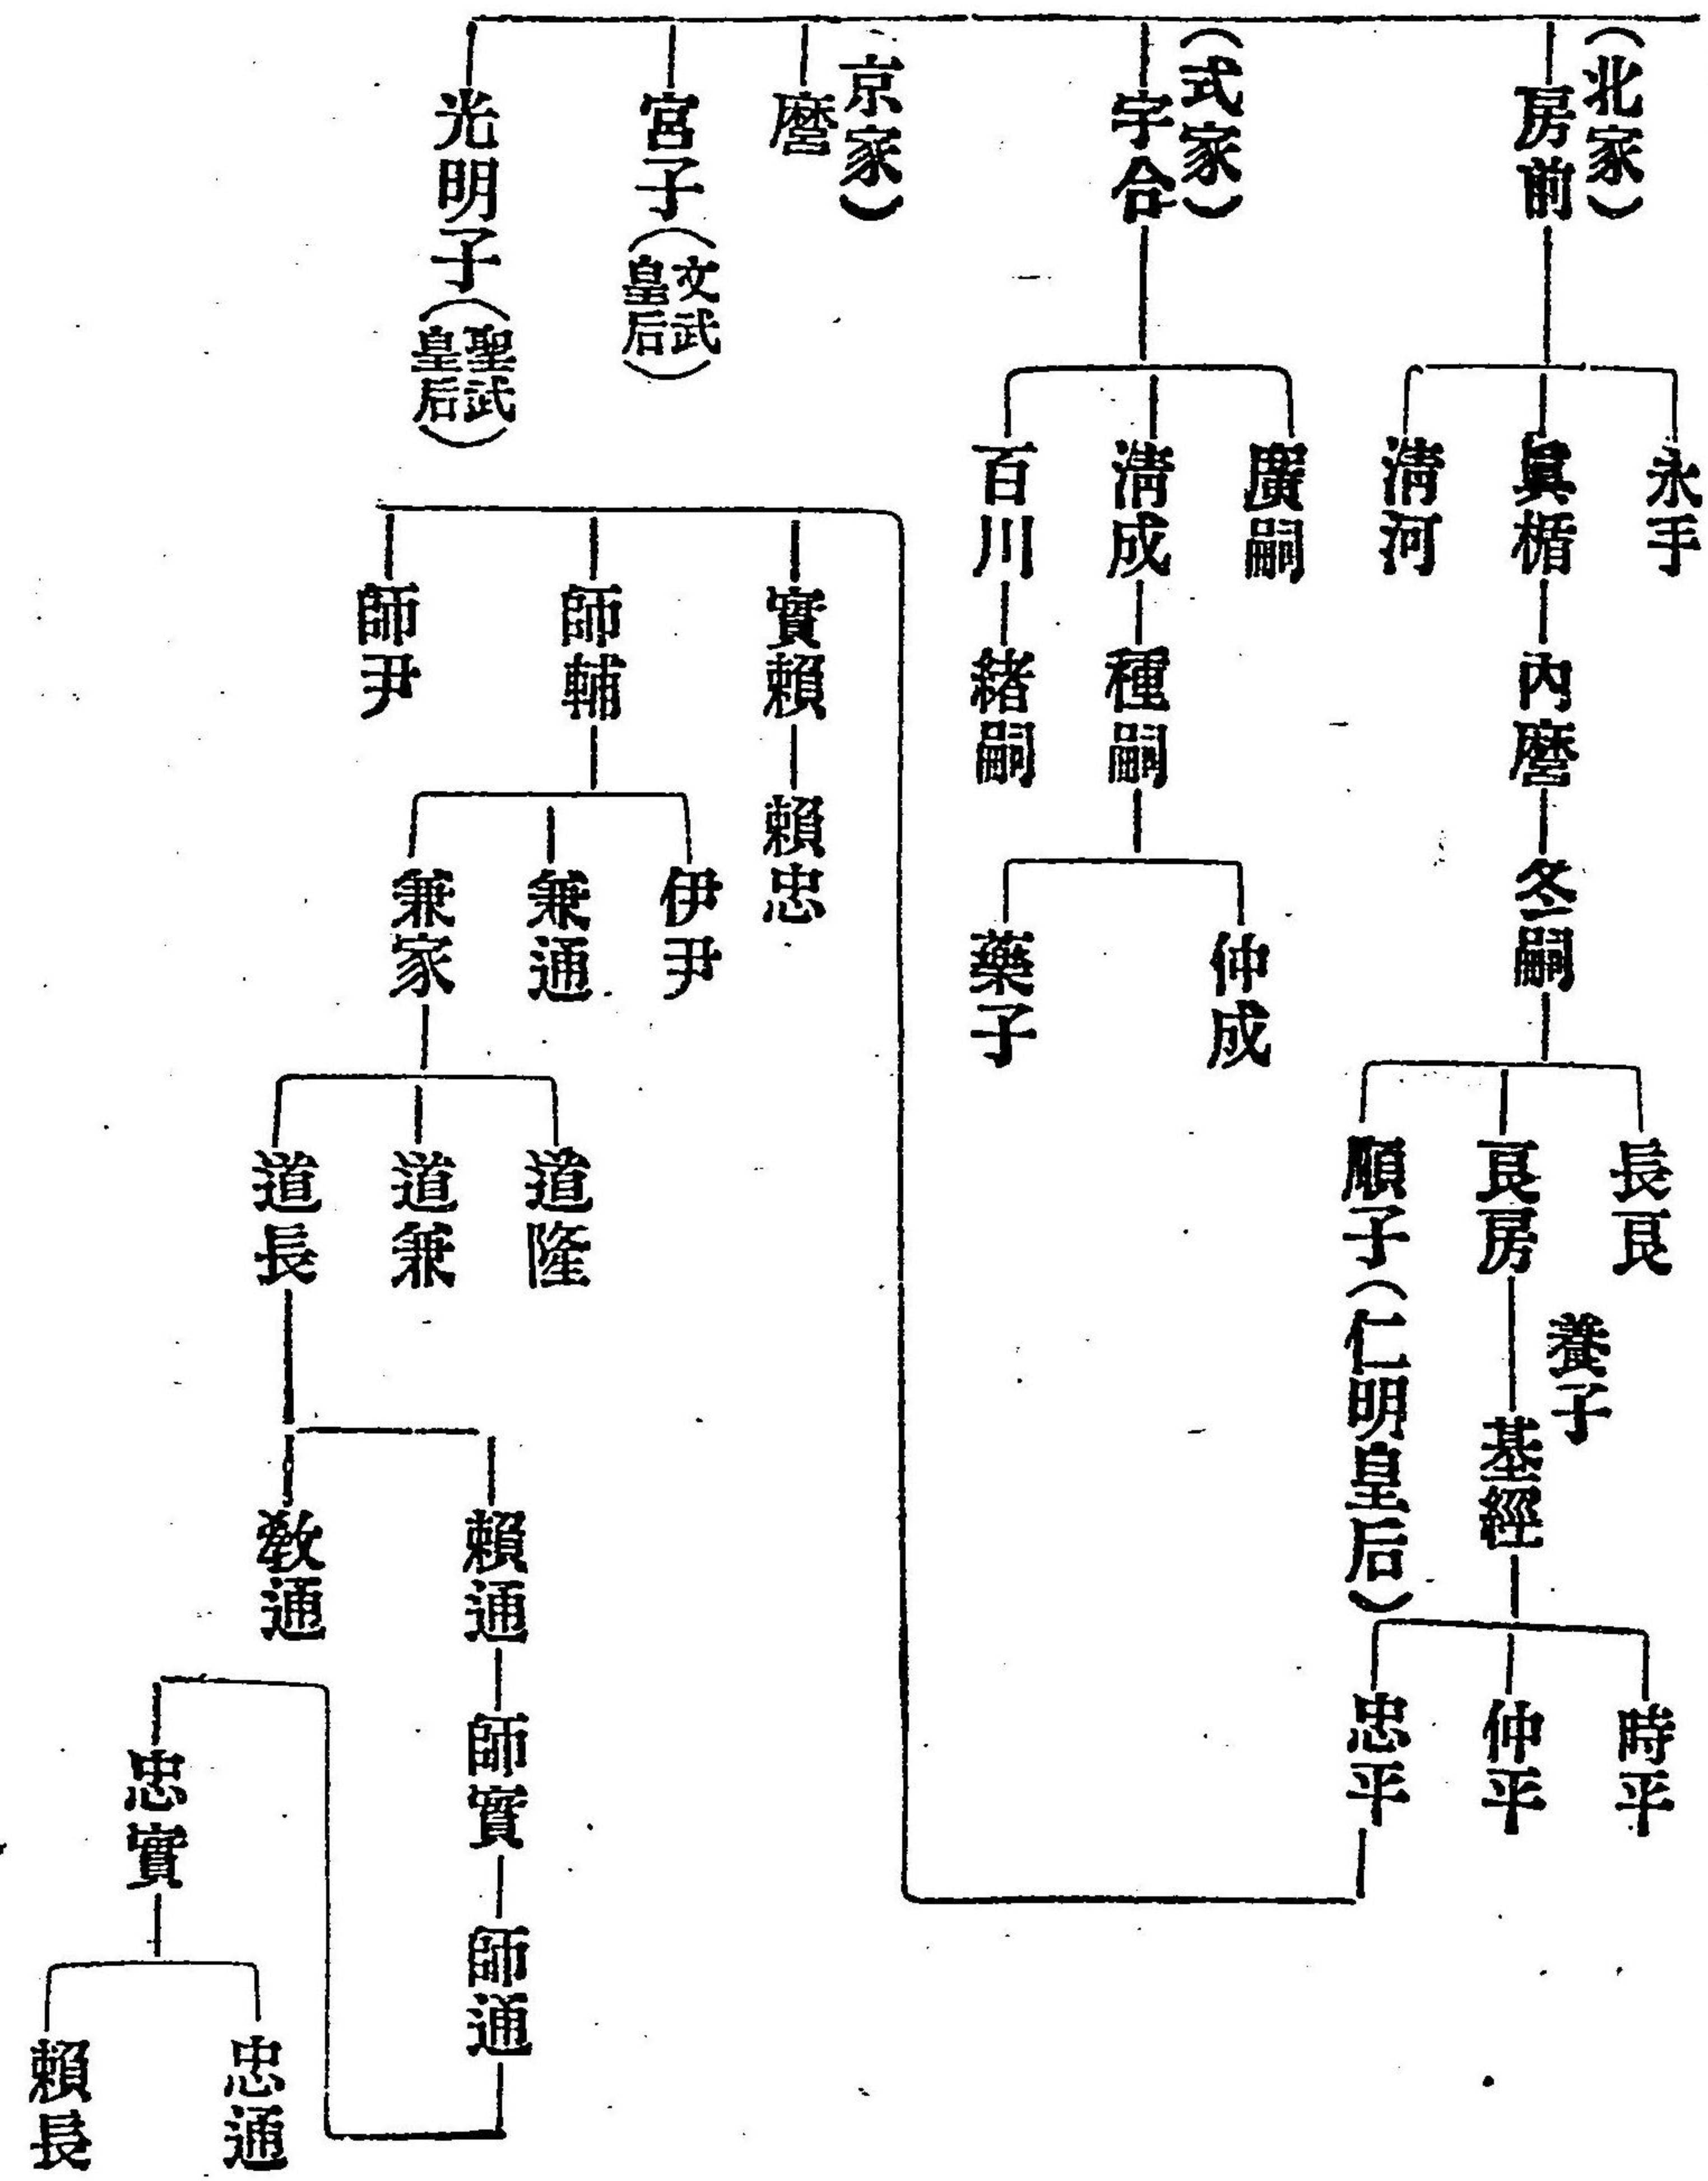 （北家）
房前
永手
眞楯
內麿
冬嗣
長良
良房
養子
基經
時平
仲平
忠平
順子（仁明皇后）
淸河
（式家）
宇合
廣嗣
淸成
種嗣
仲成
藥子
百川
緖嗣
京家）
麿
宮子（文武皇后）
光明子（聖武皇后）
實賴
賴忠
師輔
伊尹
兼通
兼家
道隆
道兼
道長
賴通
師實
師通
敎通
師尹
忠實
忠通
賴長